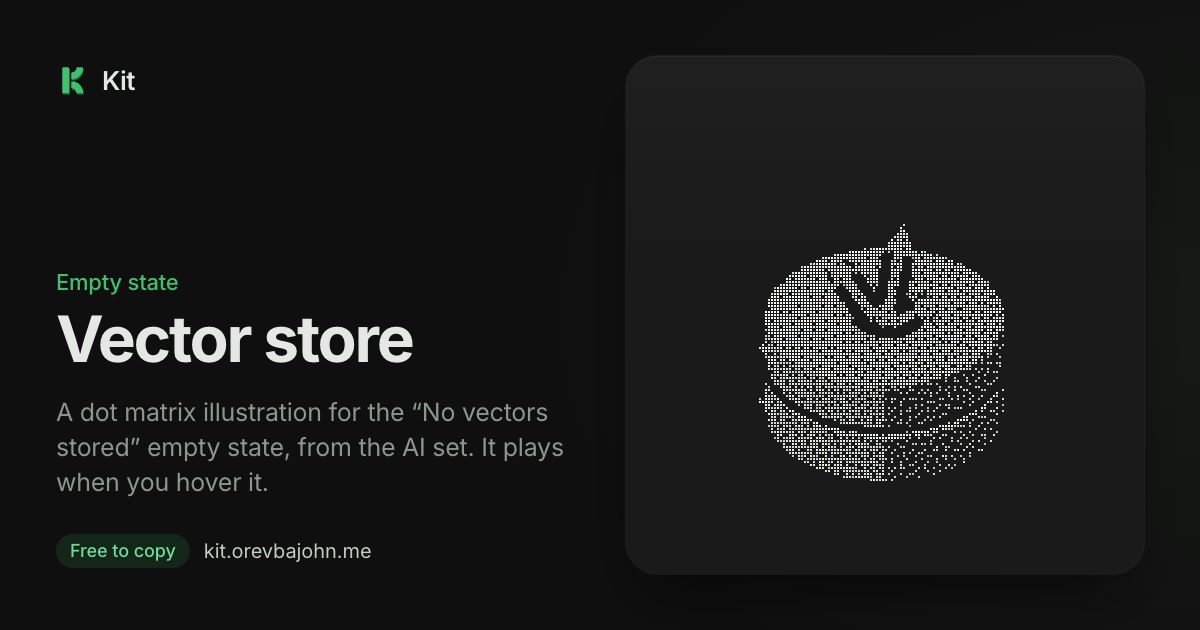 Kit
Empty state
Vector store
A dot matrix illustration for the “No vectors
stored” empty state, from the AI set. It plays
when you hover it.
Free to copy
kit.orevbajohn.me